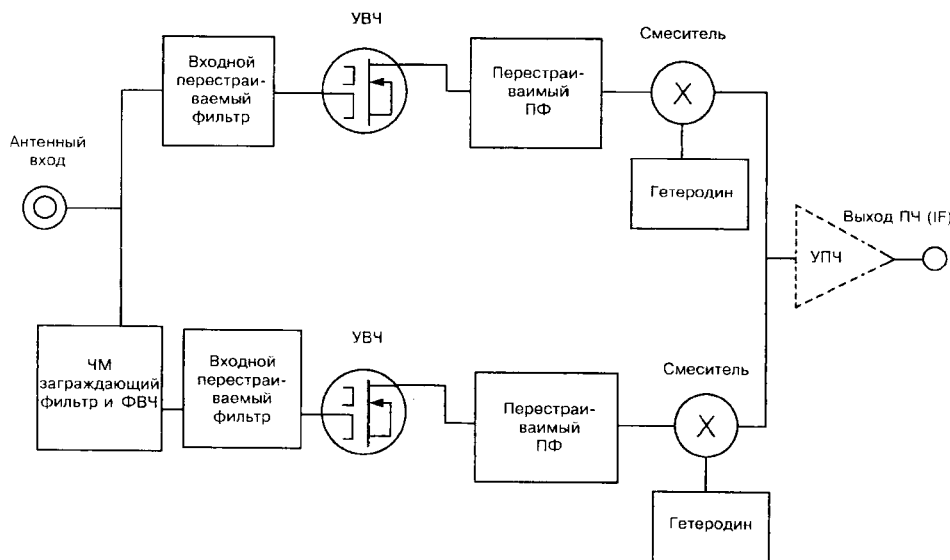 УВЧ
Входной
перестраи-
ваемый
фильтр
Перестраи-
ваимый
ПФ
Смеситель
X
Гетеродин
Антенный
вход
Выход ПЧ (IF)
УПЧ
ЧМ
заграждающий
фильтр и ФВЧ
Входной
перестраи-
ваемый
фильтр
УВЧ
Перестраи-
ваимый
ПФ
Смеситель
X
Гетеродин